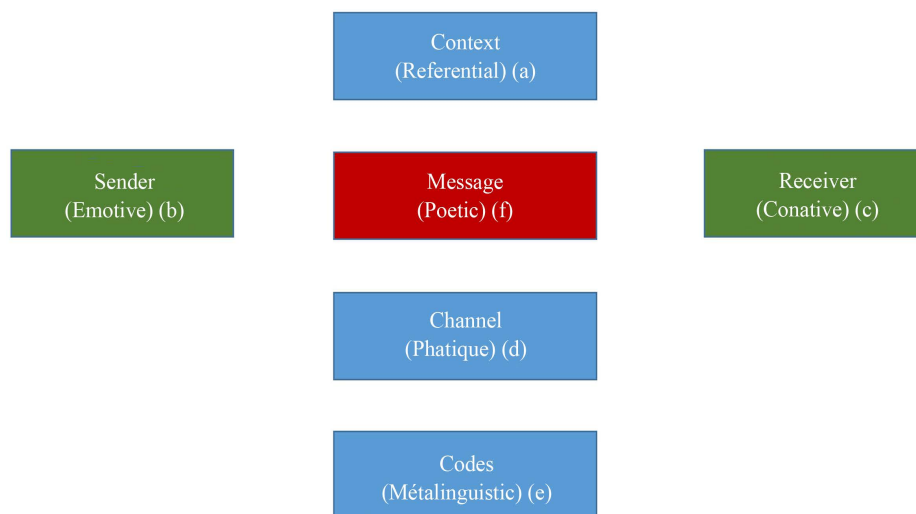 Context
(Referential) (a)
Sender
(Emotive) (b)
Message
(Poetic) (f)
Receiver
(Conative) (c)
Channel
(Phatique) (d)
Codes
(Métalinguistic) (e)